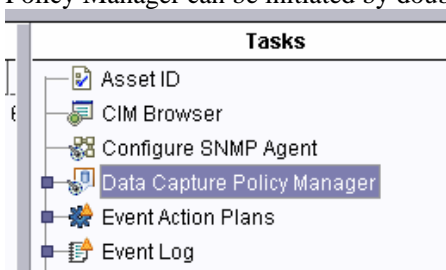 Policy Manager can be initiated by dou
Tasks
Asset ID
CIM Browser
Configure SNMP Agent
Data Capture Policy Manager
Event Action Plans
Event Log